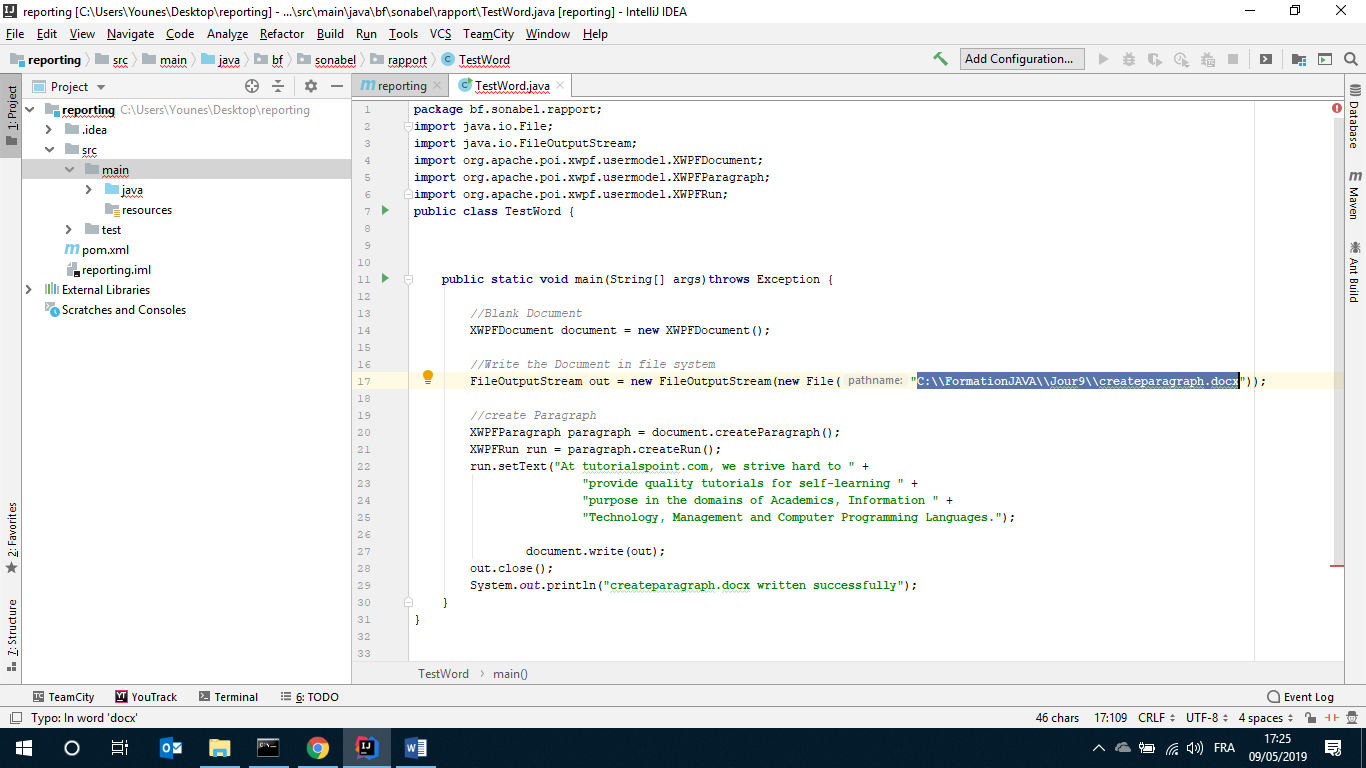 reporting [C:\Users\Younes\Desktop\reporting] - ...\src\main\java\bf\sonabel\rapport\TestWord.java [reporting] - IntelliJ IDEA
File Edit View Navigate Code Analyze Refactor Build Run Tools VCS TeamCity Window Help
reporting src main java bf sonabel rapport TestWord Add Configuration...
Project
reporting TestWord.java
1: Project
reporting C:\Users\Younes\Desktop\reporting
.idea
src
main
java
resources
test
pom.xml
reporting.iml
External Libraries
Scratches and Consoles
2: Favorites
7: Structure
1 package bf.sonabel.rapport;
2 import java.io.File;
3 import java.io.FileOutputStream;
4 import org.apache.poi.xwpf.usermodel.XWPFDocument;
5 import org.apache.poi.xwpf.usermodel.XWPFParagraph;
6 import org.apache.poi.xwpf.usermodel.XWPFRun;
7 public class TestWord {
8
9
10
11 public static void main(String[] args)throws Exception {
12
13 //Blank Document
14 XWPFDocument document = new XWPFDocument();
15
16 //Write the Document in file system
17 FileOutputStream out = new FileOutputStream(new File( pathname: "C:\\FormationJAVA\\Jour9\\createparagraph.docx"));
18
19 //create Paragraph
20 XWPFParagraph paragraph = document.createParagraph();
21 XWPFRun run = paragraph.createRun();
22 run.setText("At tutorialspoint.com, we strive hard to " +
23 "provide quality tutorials for self-learning " +
24 "purpose in the domains of Academics, Information " +
25 "Technology, Management and Computer Programming Languages.");
26
27 document.write(out);
28 out.close();
29 System.out.println("createparagraph.docx written successfully");
30 }
31 }
32
33
TestWord main()
Database
Maven
Ant Build
TeamCity YouTrack Terminal 6: TODO Event Log
Typo: In word 'docx' 46 chars 17:109 CRLF UTF-8 4 spaces
FRA
17:25
09/05/2019